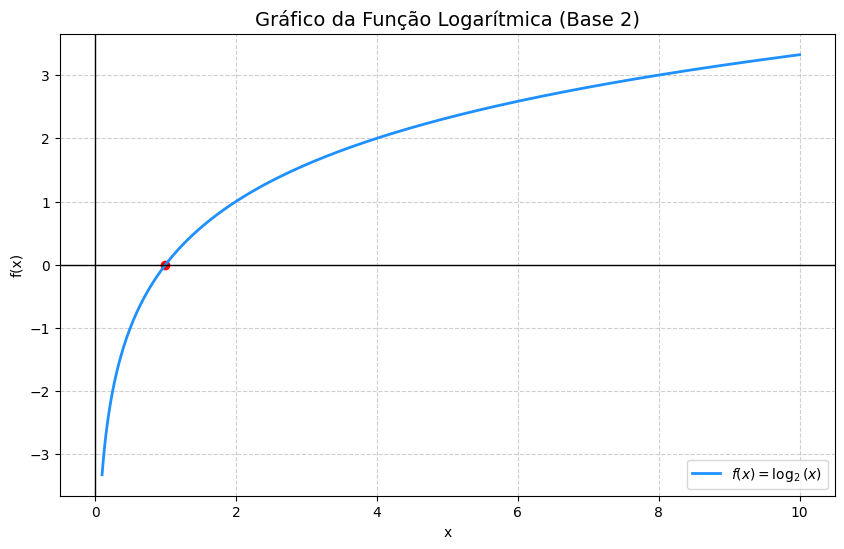 Gráfico da Função Logarítmica (Base 2)
f(x)
3
2
1
0
−1
−2
−3
0 2 4 6 8 10
x
f(x) = log₂(x)